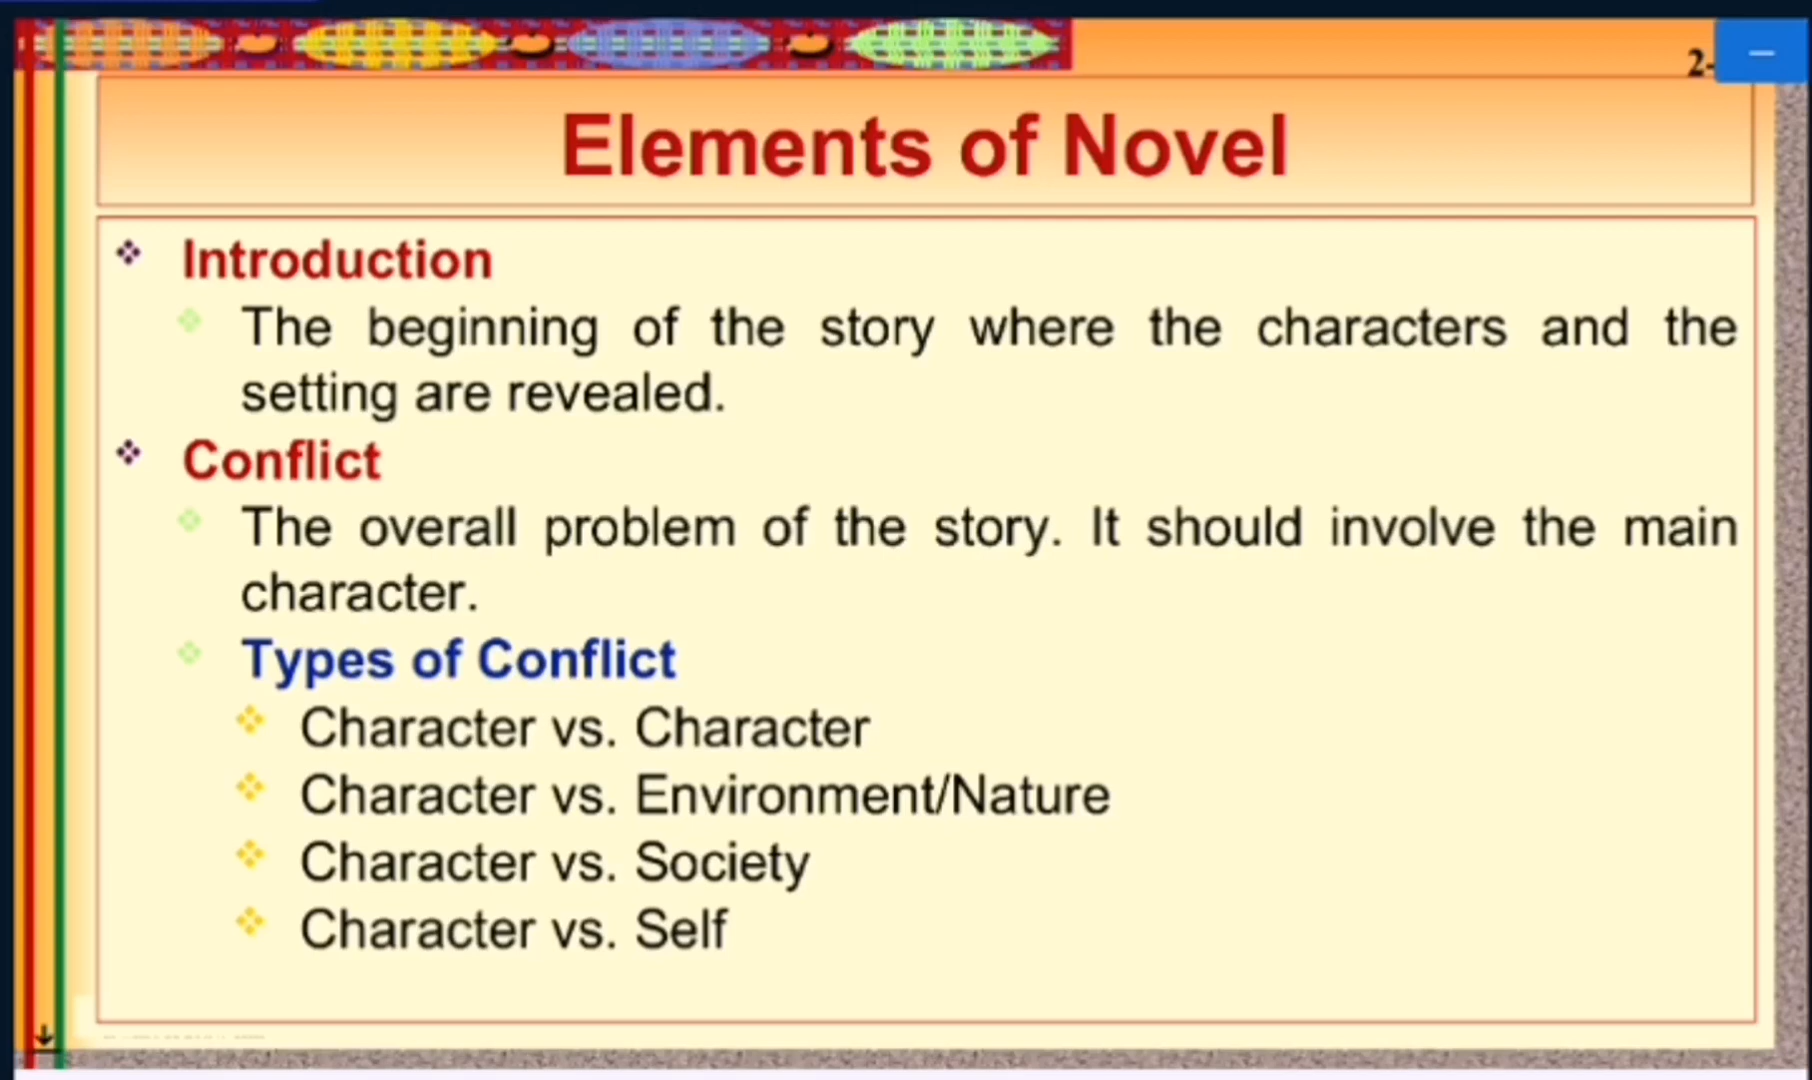 2-
Elements of Novel
Introduction
The beginning of the story where the characters and the
setting are revealed.
Conflict
The overall problem of the story. It should involve the main
character.
Types of Conflict
Character vs. Character
Character vs. Environment/Nature
Character vs. Society
Character vs. Self